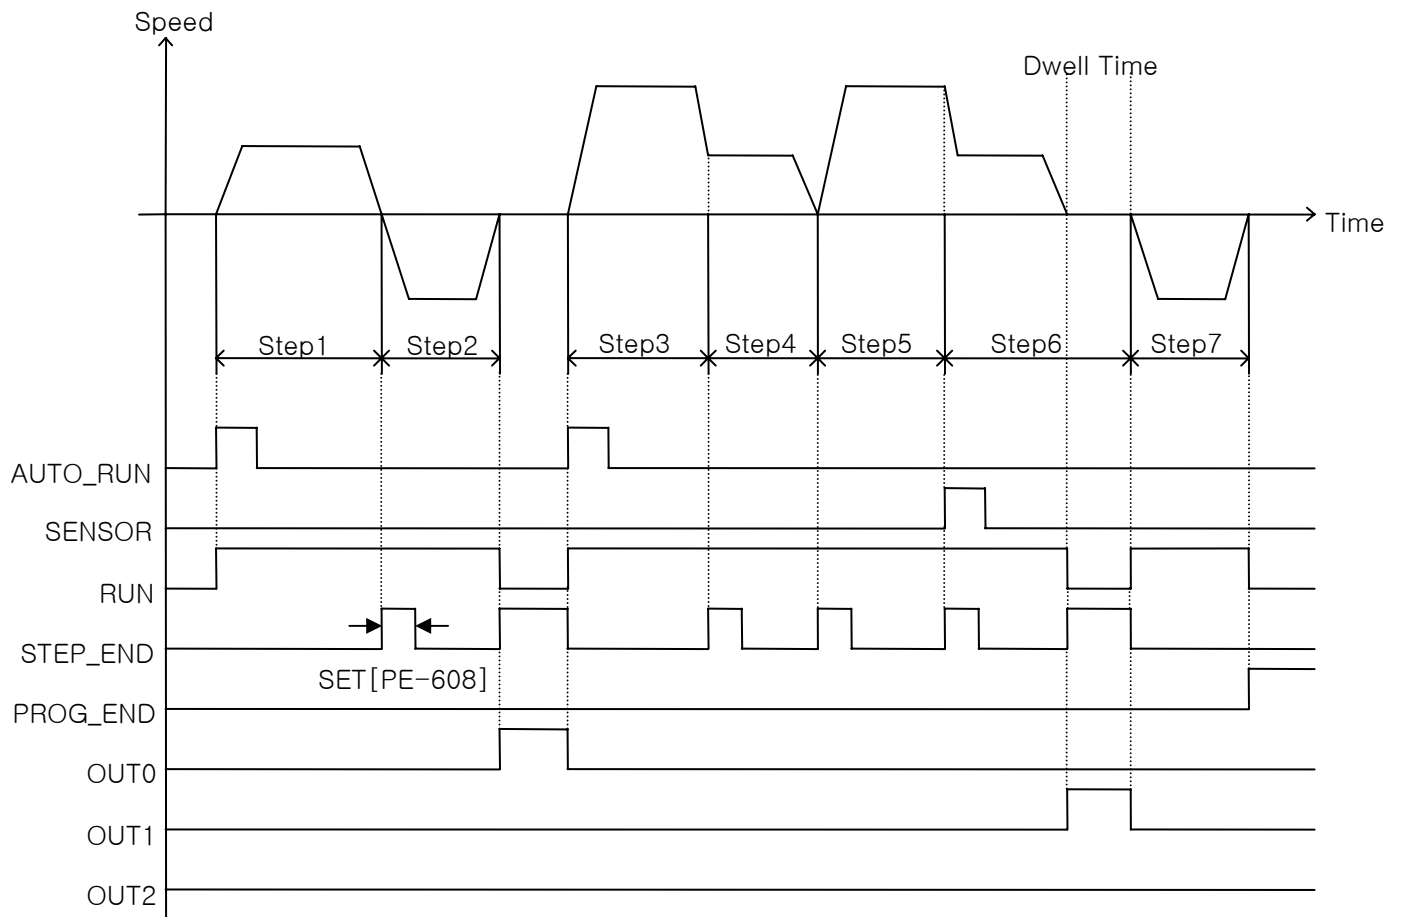 Speed
Dwell Time
Time
Step1
Step2
Step3
Step4
Step5
Step6
Step7
AUTO_RUN
SENSOR
RUN
STEP_END
SET[PE-608]
PROG_END
OUT0
OUT1
OUT2